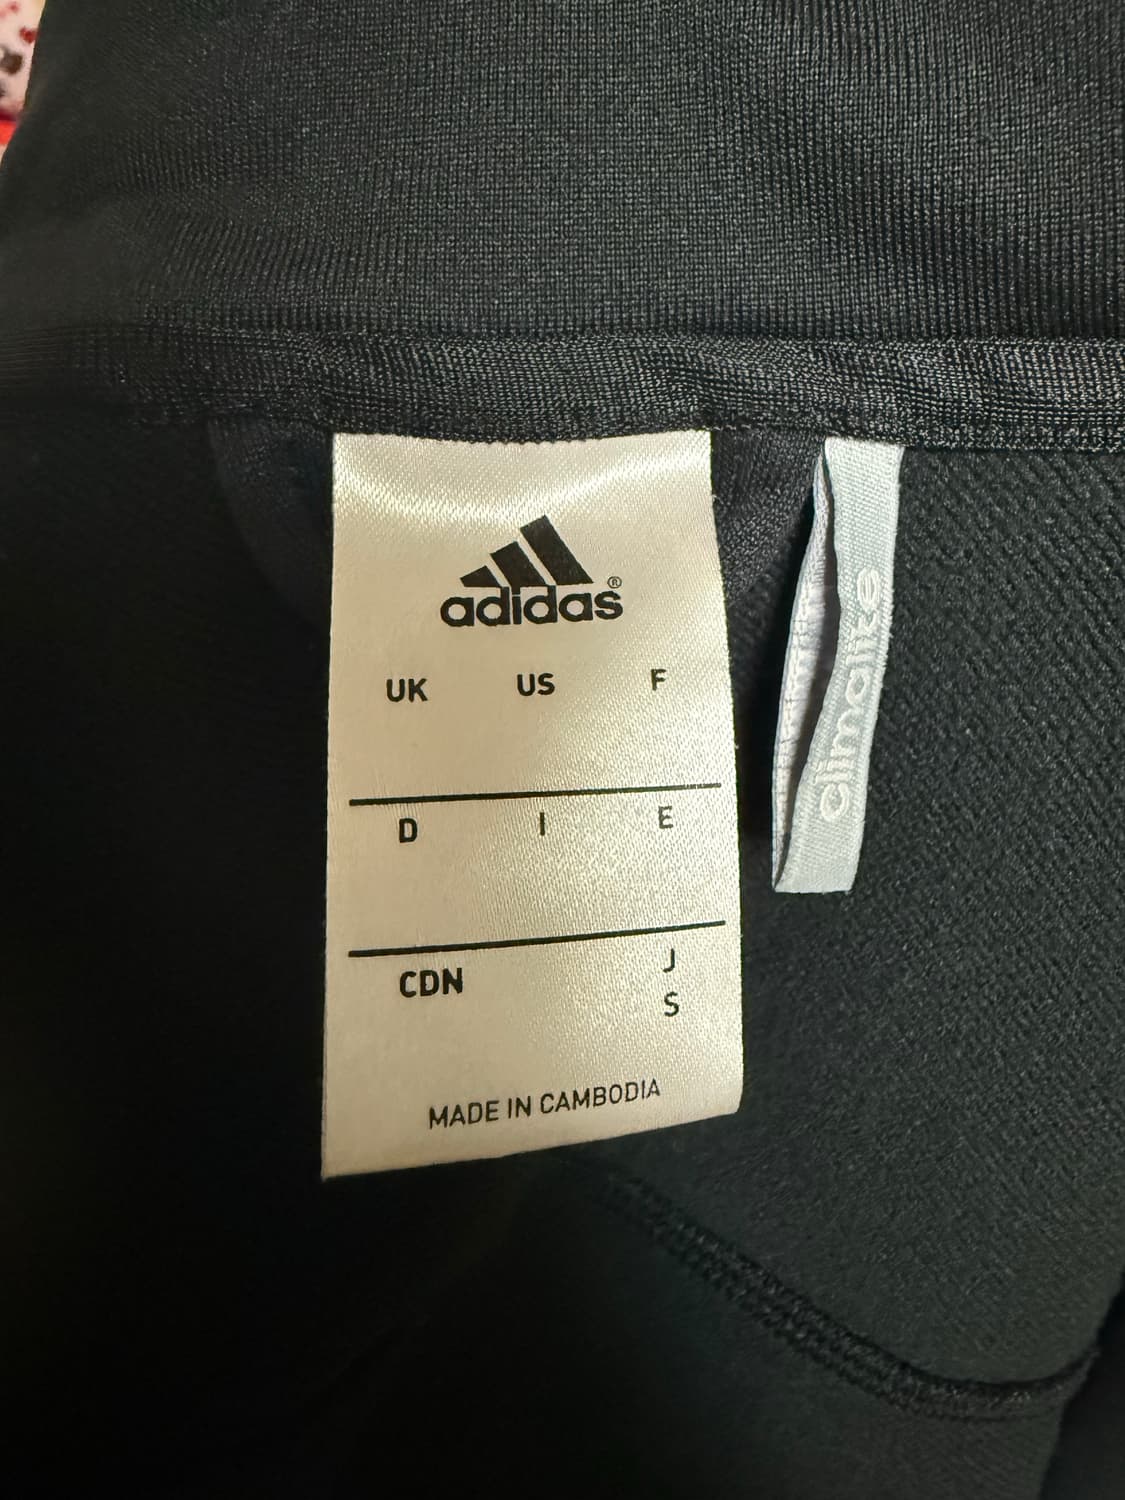 adidas®
UK US F
D I E
CDN J
S
MADE IN CAMBODIA
climalite